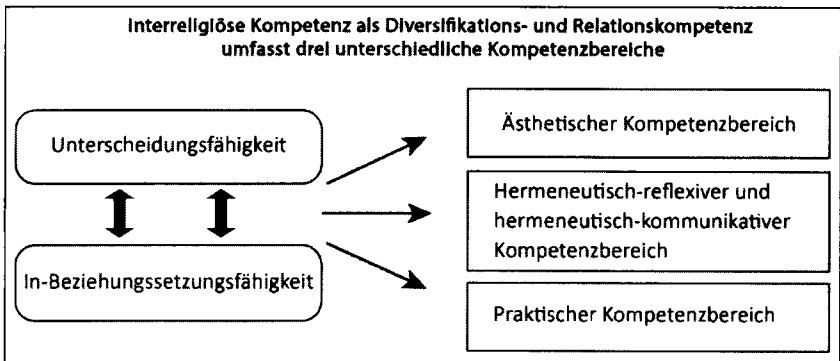 Interreligiöse Kompetenz als Diversifikations- und Relationskompetenz
umfasst drei unterschiedliche Kompetenzbereiche
Unterscheidungsfähigkeit
In-Beziehungssetzungsfähigkeit
Ästhetischer Kompetenzbereich
Hermeneutisch-reflexiver und
hermeneutisch-kommunikativer
Kompetenzbereich
Praktischer Kompetenzbereich